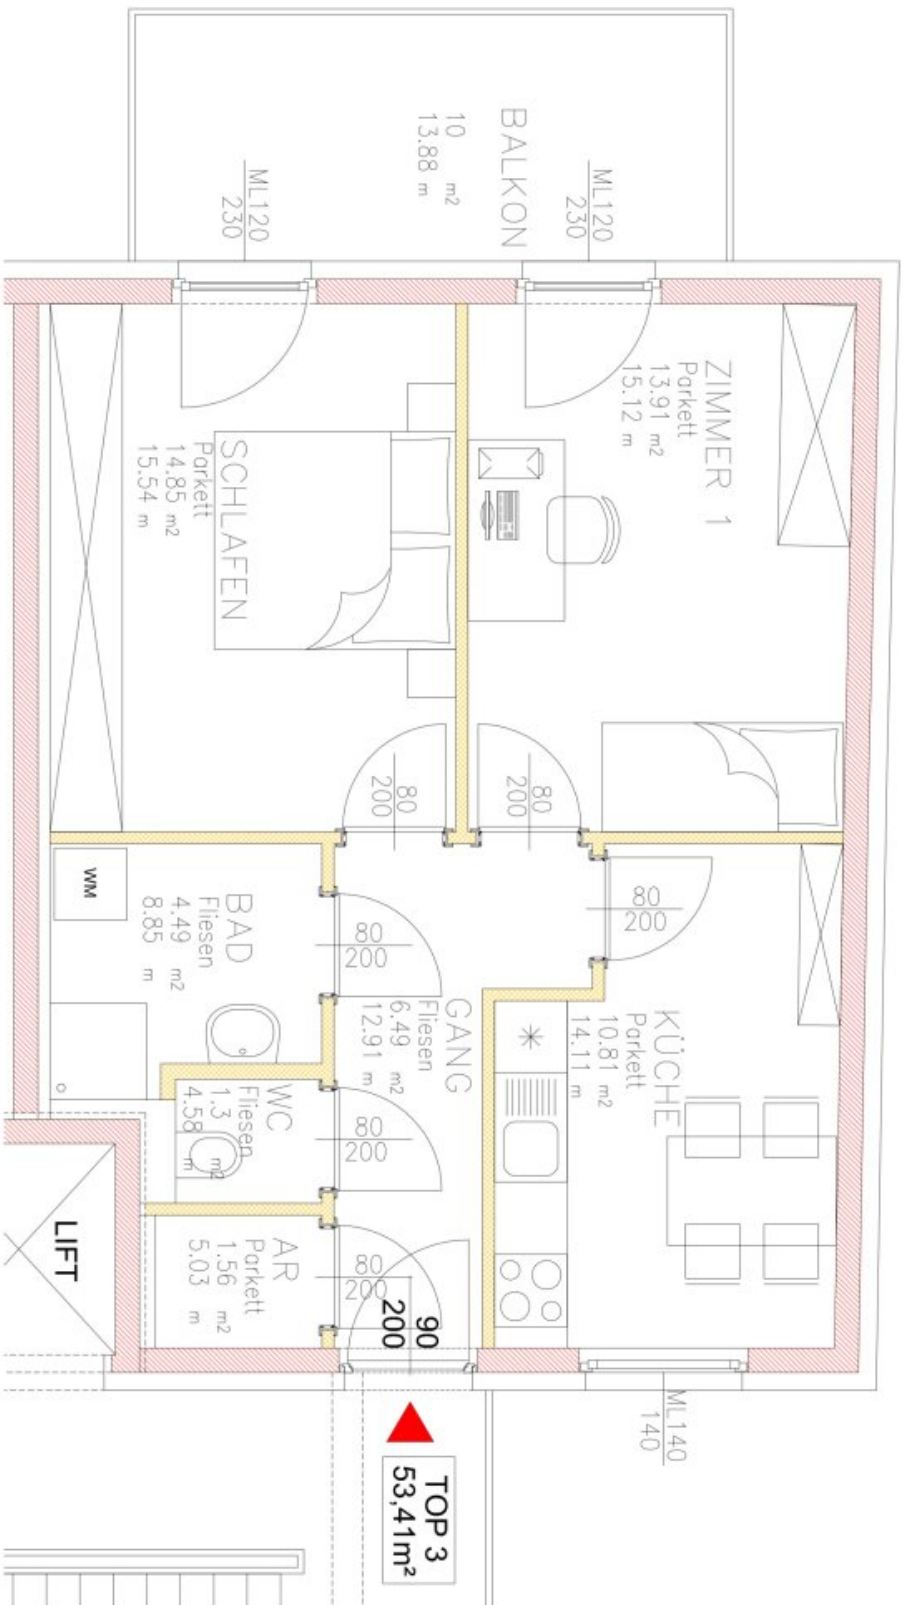 BALKON
10 m2
13.88 m
ML120
230
ML120
230
ZIMMER 1
Parkett
13.91 m2
15.12 m
SCHLAFEN
Parkett
14.85 m2
15.54 m
80
200
80
200
80
200
WM
BAD
Fliesen
4.49 m2
8.85 m
80
200
GANG
Fliesen
6.49 m2
12.91 m
KÜCHE
Parkett
10.81 m2
14.11 m
WC
Fliesen
1.3 m2
4.58 m
80
200
AR
Parkett
1.56 m2
5.03 m
80
200
90
200
LIFT
ML140
140
TOP 3
53,41m²